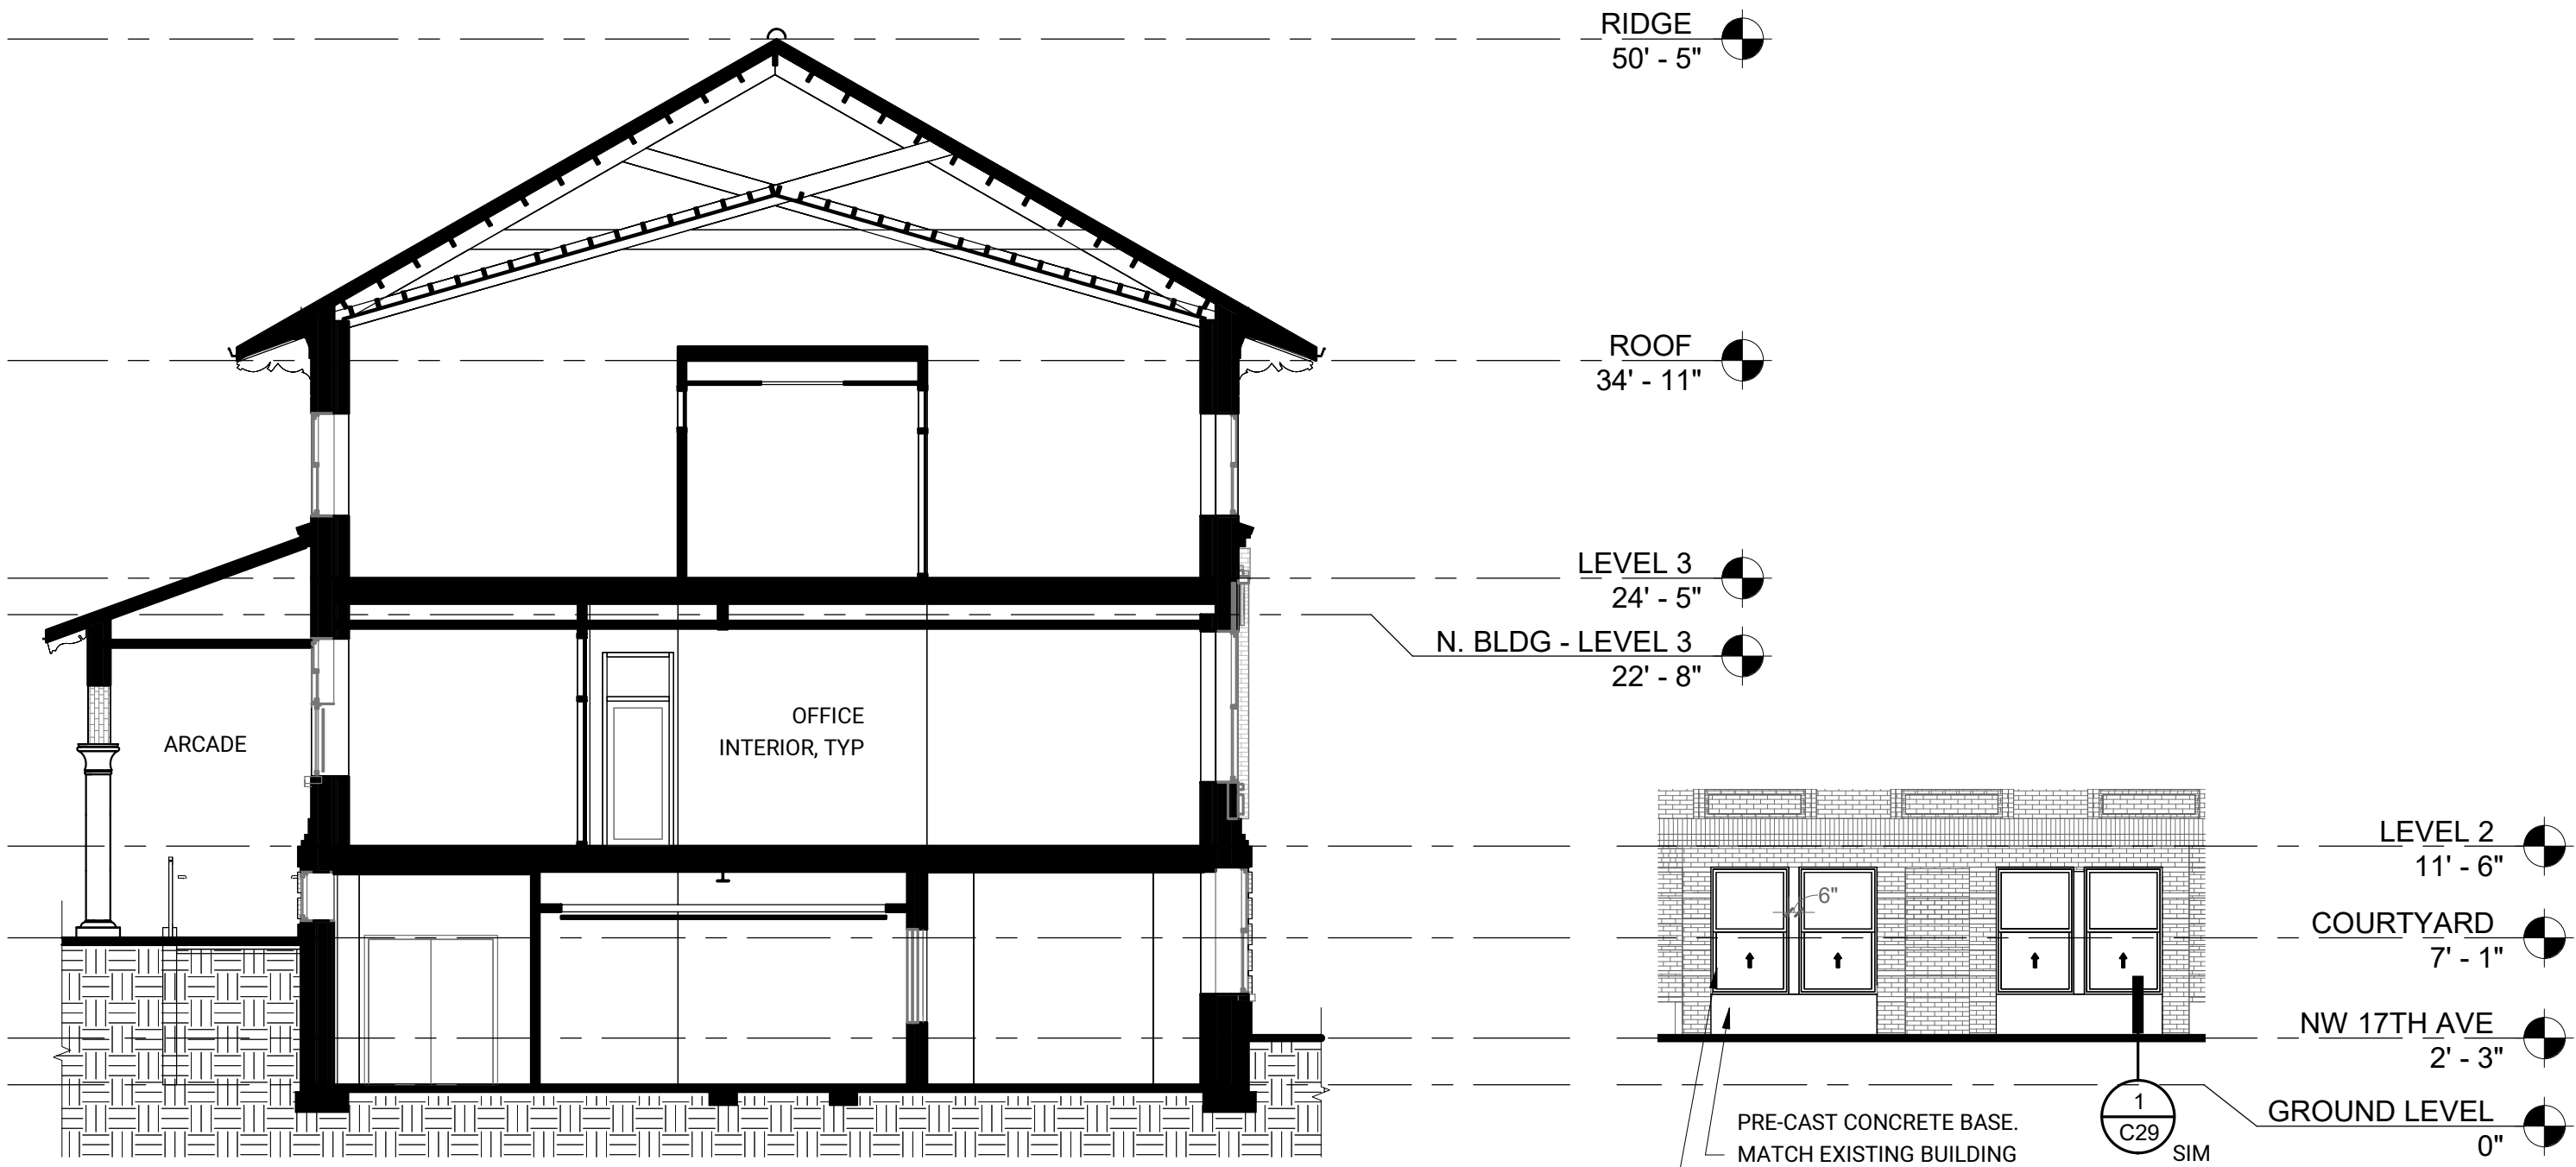 RIDGE
50' - 5"
ROOF
34' - 11"
LEVEL 3
24' - 5"
N. BLDG - LEVEL 3
22' - 8"
OFFICE
INTERIOR, TYP
ARCADE
LEVEL 2
11' - 6"
6"
COURTYARD
7' - 1"
NW 17TH AVE
2' - 3"
PRE-CAST CONCRETE BASE.
MATCH EXISTING BUILDING
1
C29
SIM
GROUND LEVEL
0"